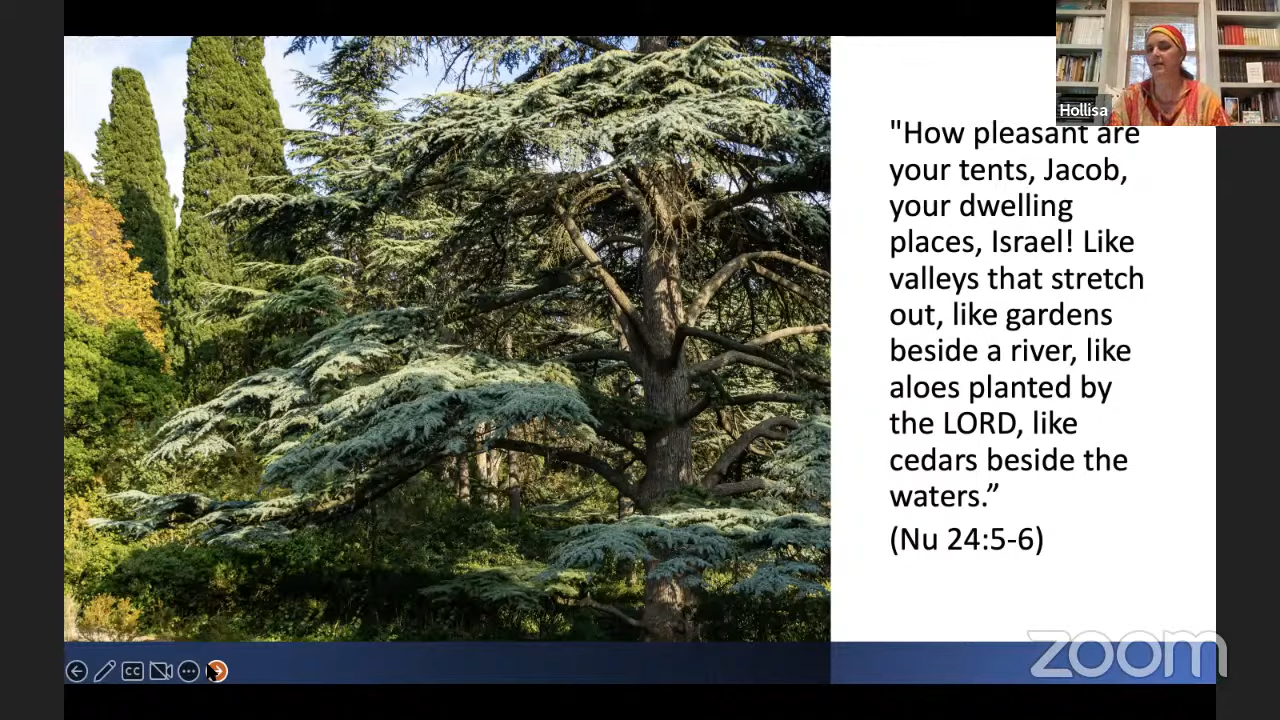 Hollisa
"How pleasant are
your tents, Jacob,
your dwelling
places, Israel! Like
valleys that stretch
out, like gardens
beside a river, like
aloes planted by
the LORD, like
cedars beside the
waters.”
(Nu 24:5-6)
CC
zoom